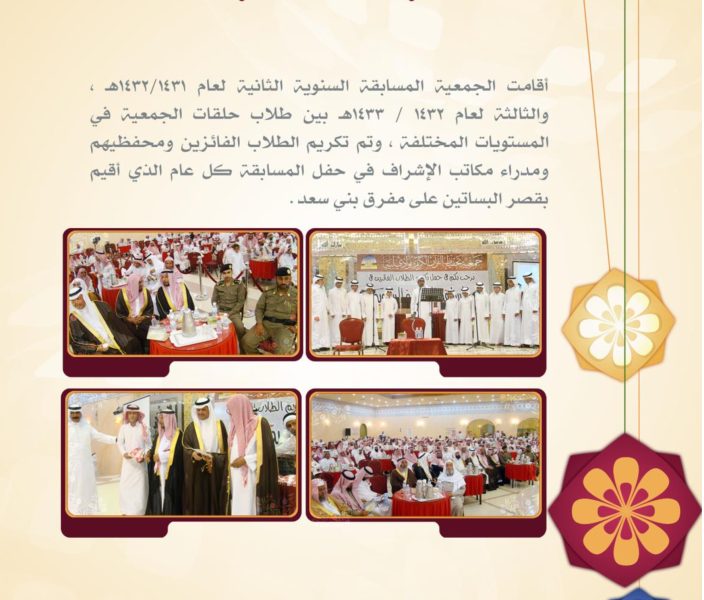 أقامت الجمعية المسابقة السنوية الثانية لعام ١٤٣٢/١٤٣١هـ ،
والثالثة لعام ١٤٣٢ / ١٤٣٣هـ بين طلاب حلقات الجمعية في
المستويات المختلفة ، وتم تكريم الطلاب الفائزين ومحفظيهم
ومدراء مكاتب الإشراف في حفل المسابقة كل عام الذي أقيم
بقصر البساتين على مفرق بني سعد .